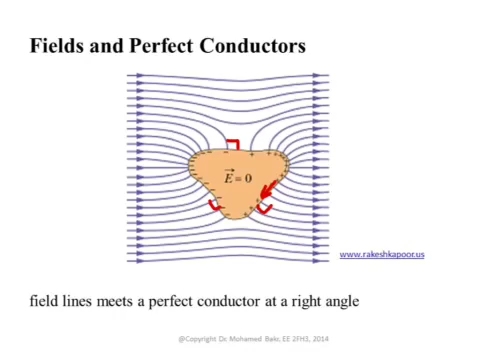 Fields and Perfect Conductors
E = 0
www.rakeshkapoor.us
field lines meets a perfect conductor at a right angle
@Copyright Dr. Mohamed Bakr, EE 2FH3, 2014